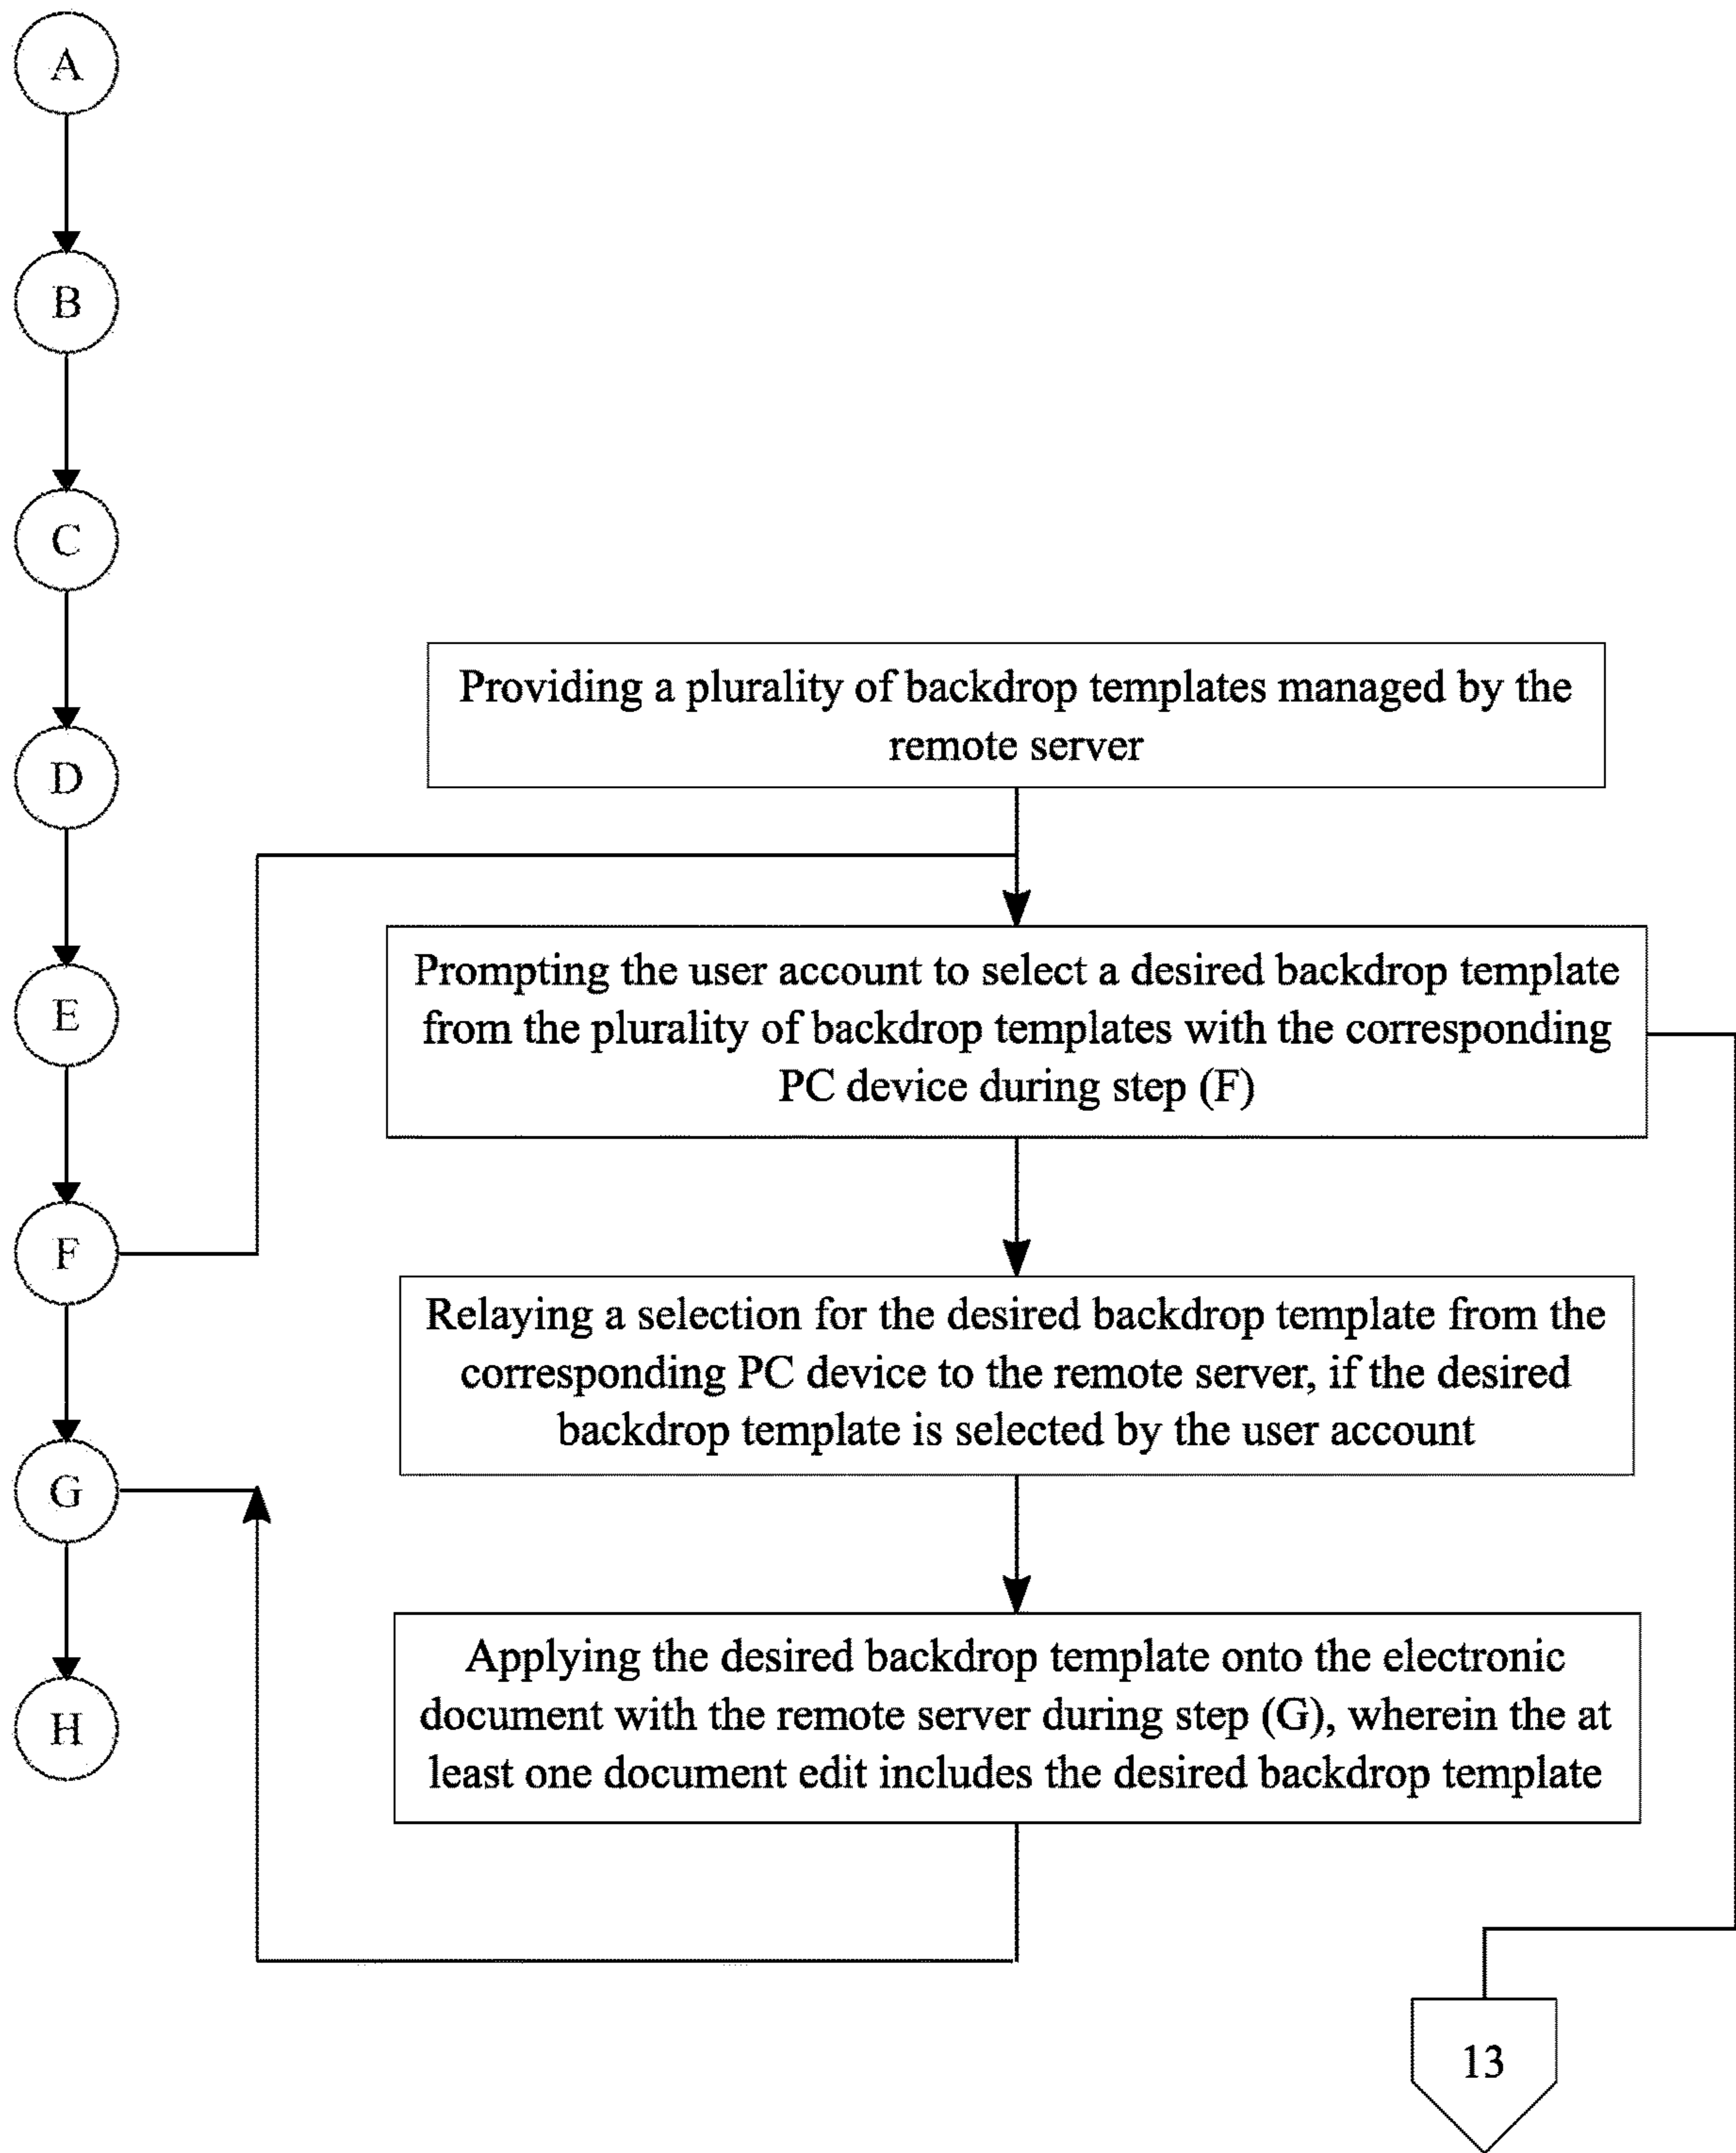 A
B
C
Providing a plurality of backdrop templates managed by the
remote server
D
Prompting the user account to select a desired backdrop template
from the plurality of backdrop templates with the corresponding
PC device during step (F)
E
F
Relaying a selection for the desired backdrop template from the
corresponding PC device to the remote server, if the desired
backdrop template is selected by the user account
G
Applying the desired backdrop template onto the electronic
document with the remote server during step (G), wherein the at
least one document edit includes the desired backdrop template
H
13